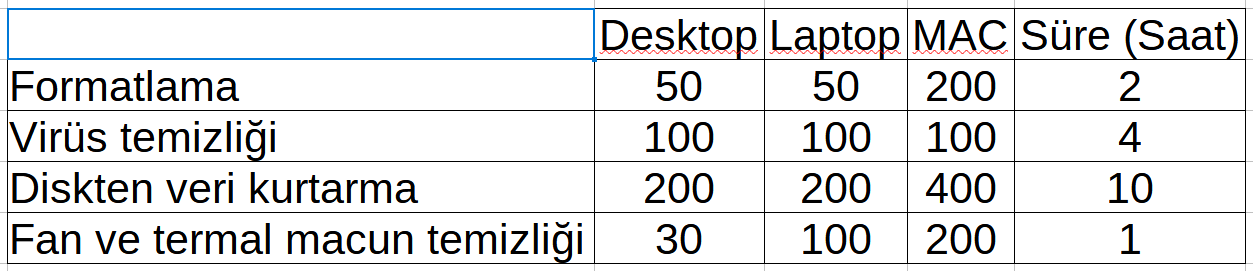 Desktop Laptop MAC Süre (Saat)
Formatlama 50 50 200 2
Virüs temizliği 100 100 100 4
Diskten veri kurtarma 200 200 400 10
Fan ve termal macun temizliği 30 100 200 1